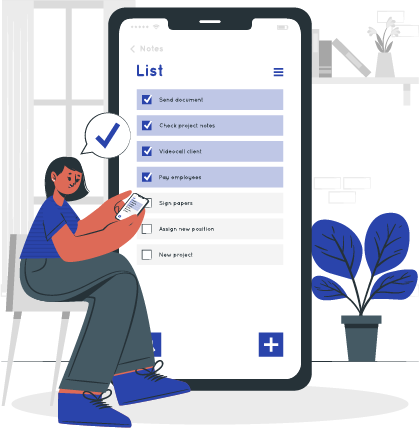 Notes
List
Send document
Check project notes
Videocall client
Pay employees
Sign papers
Assign new position
New project